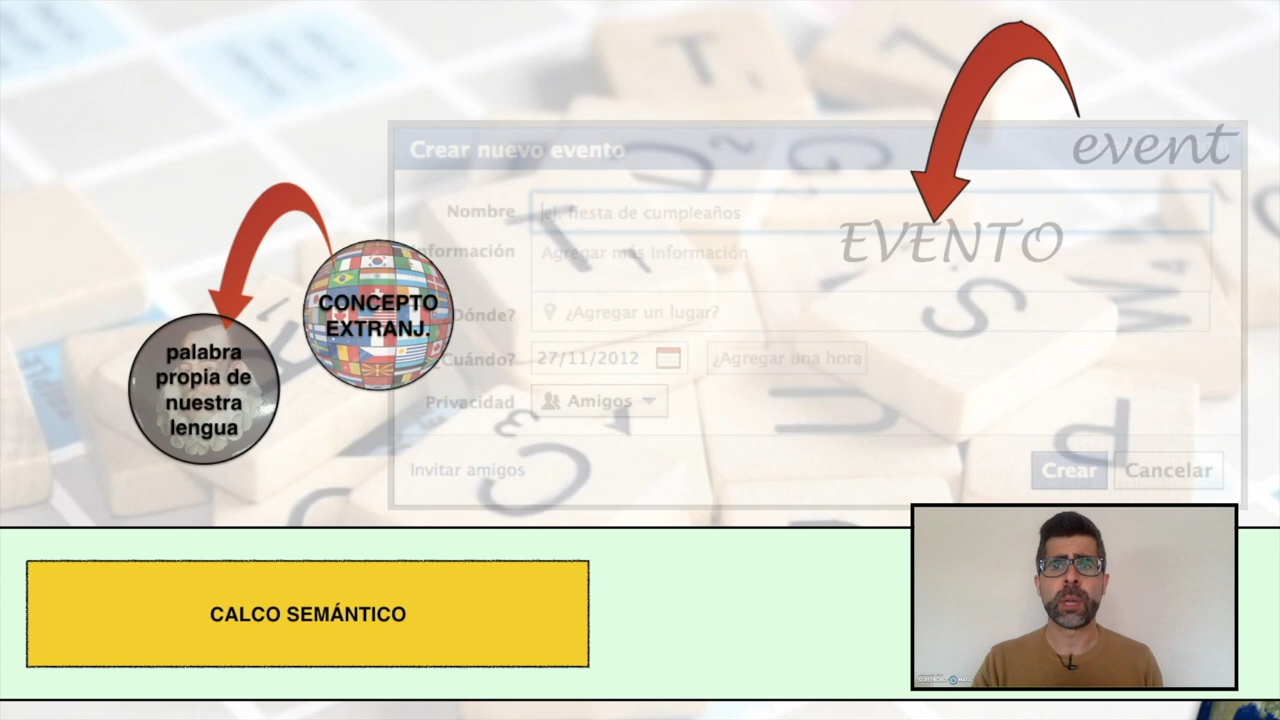 event
EVENTO
Crear nuevo evento
Nombre
ej. fiesta de cumpleaños
Información
Agregar más Información
¿Dónde?
¿Agregar un lugar?
¿Cuándo?
27/11/2012
¿Agregar una hora
Privacidad
Amigos
Invitar amigos
Crear
Cancelar
CONCEPTO
EXTRANJ.
palabra
propia de
nuestra
lengua
CALCO SEMÁNTICO